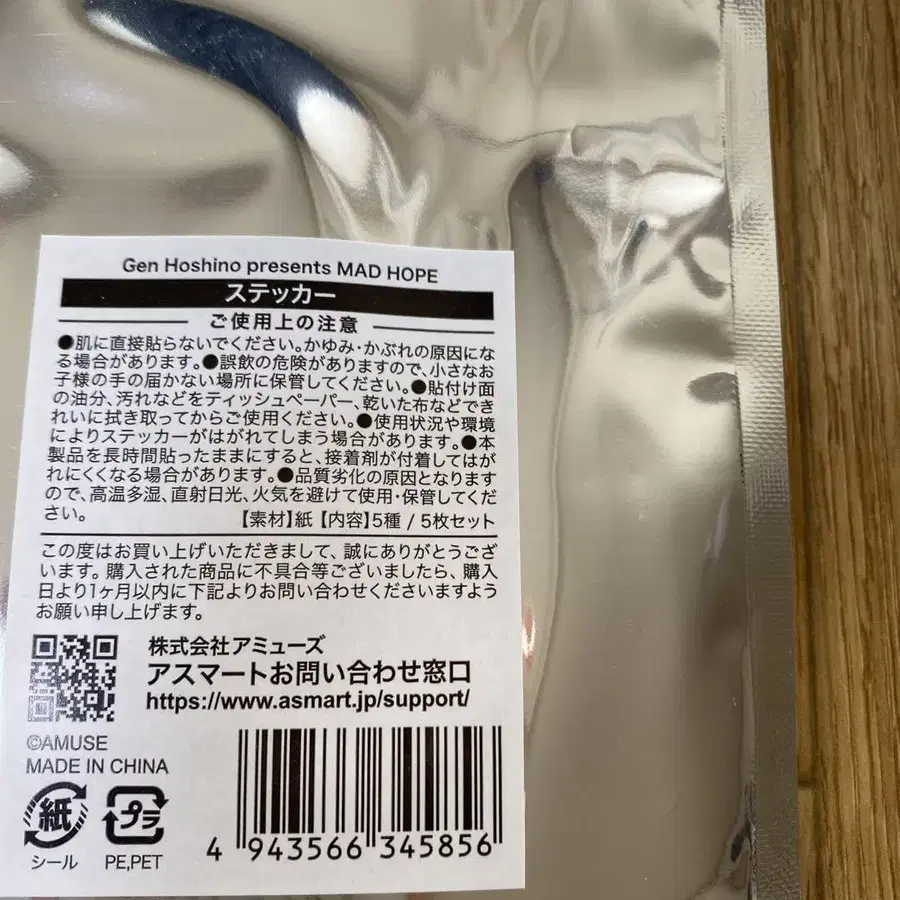 Gen Hoshino presents MAD HOPE
ステッカー
ご使用上の注意
●肌に直接貼らないでください。かゆみ・かぶれの原因にな
る場合があります。●誤飲の危険がありますので、小さなお
子様の手の届かない場所に保管してください。●貼付け面
の油分、汚れなどをティッシュペーパー、乾いた布などでき
れいに拭き取ってからご使用ください。●使用状況や環境
によりステッカーがはがれてしまう場合があります。●本
製品を長時間貼ったままにすると、接着剤が付着してはが
れにくくなる場合があります。●品質劣化の原因となります
ので、高温多湿、直射日光、火気を避けて使用・保管してくだ
さい。
【素材】紙【内容】5種 / 5枚セット
この度はお買い上げいただきまして、誠にありがとうござ
います。購入された商品に不具合等ございましたら、購入
日より1ヶ月以内に下記よりお問い合わせくださいますよう
お願い申し上げます。
株式会社アミューズ
アスマートお問い合わせ窓口
https://www.asmart.jp/support/
©AMUSE
MADE IN CHINA
紙
シール
プラ
PE,PET
4 943566 345856